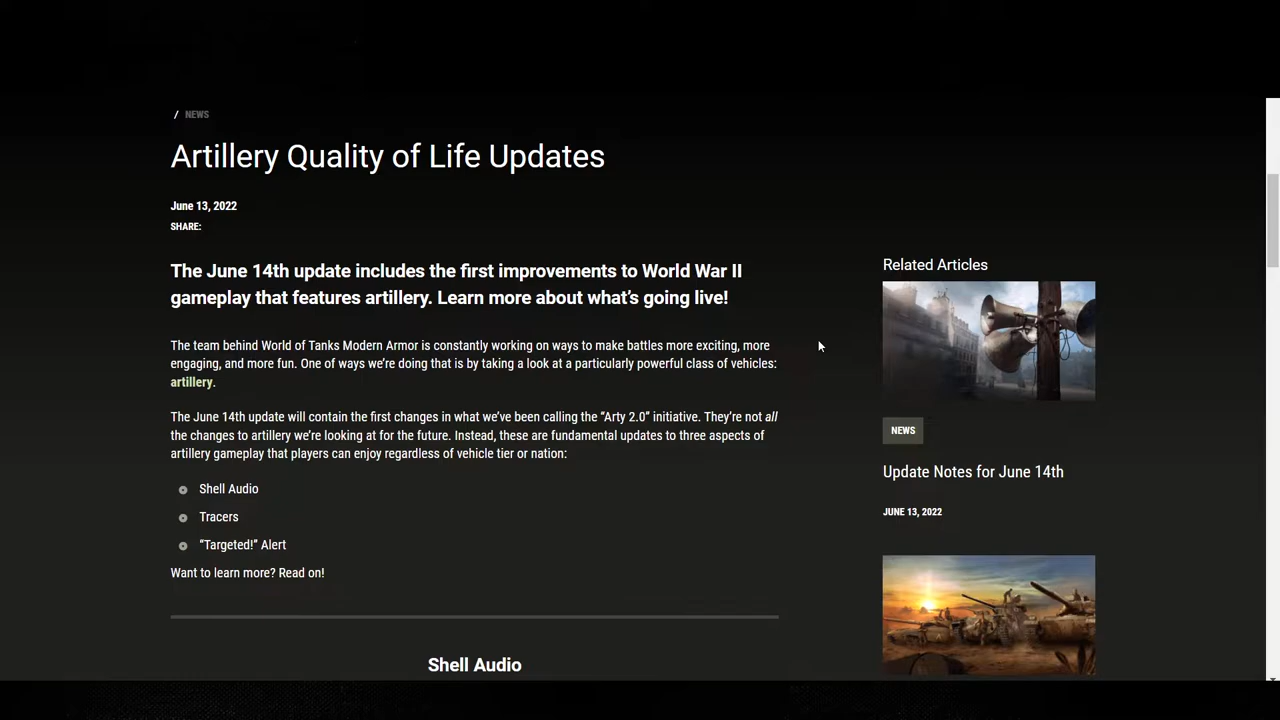 / NEWS
Artillery Quality of Life Updates
June 13, 2022
SHARE:
The June 14th update includes the first improvements to World War II
gameplay that features artillery. Learn more about what's going live!
The team behind World of Tanks Modern Armor is constantly working on ways to make battles more exciting, more
engaging, and more fun. One of ways we're doing that is by taking a look at a particularly powerful class of vehicles:
artillery.
The June 14th update will contain the first changes in what we've been calling the “Arty 2.0” initiative. They're not all
the changes to artillery we're looking at for the future. Instead, these are fundamental updates to three aspects of
artillery gameplay that players can enjoy regardless of vehicle tier or nation:
Shell Audio
Tracers
“Targeted!” Alert
Want to learn more? Read on!
Shell Audio
Related Articles
NEWS
Update Notes for June 14th
JUNE 13, 2022